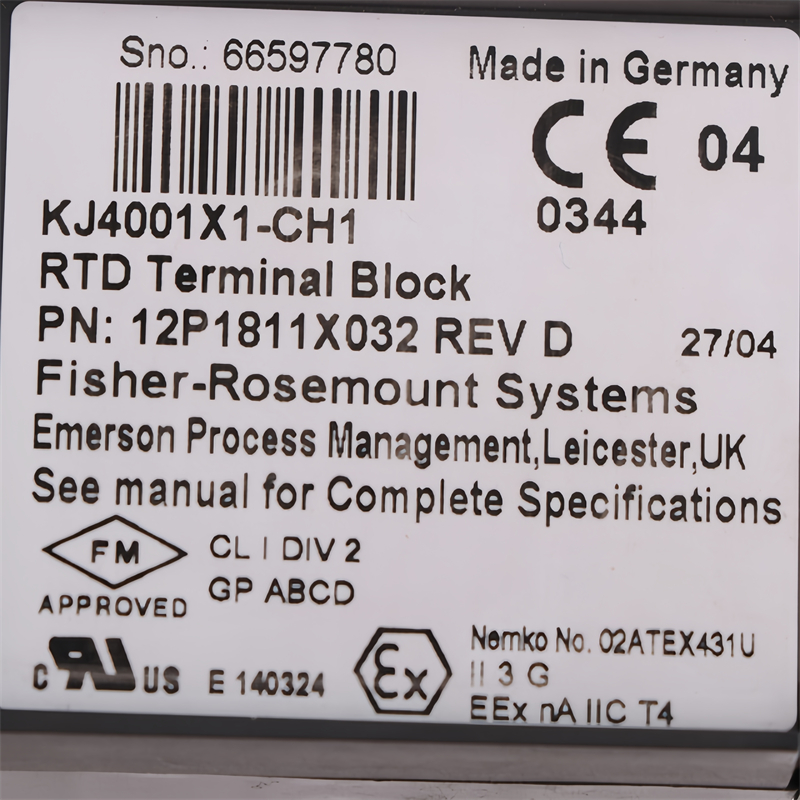 Sno.: 66597780
Made in Germany
CE 04
0344
KJ4001X1-CH1
RTD Terminal Block
PN: 12P1811X032 REV D 27/04
Fisher-Rosemount Systems
Emerson Process Management,Leicester,UK
See manual for Complete Specifications
FM
APPROVED
CL I DIV 2
GP ABCD
c UR US E 140324
Ex
Nemko No. 02ATEX431U
II 3 G
EEx nA IIC T4